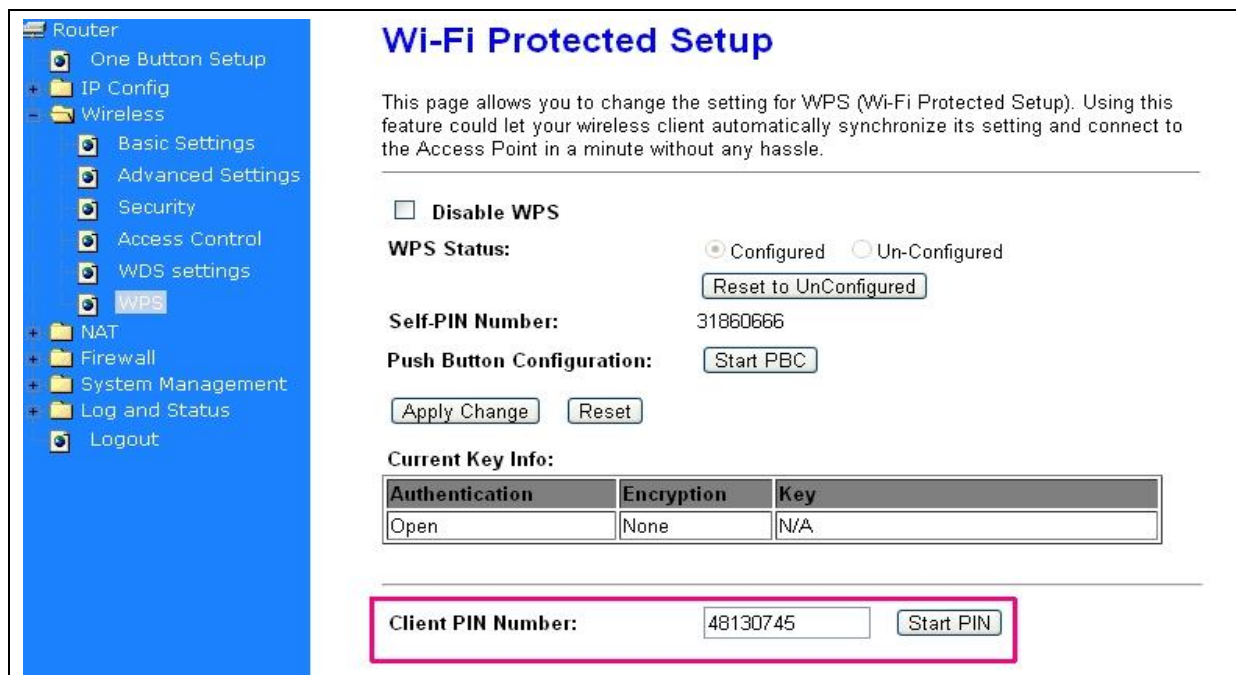 Router
One Button Setup
IP Config
Wireless
Basic Settings
Advanced Settings
Security
Access Control
WDS settings
WPS
NAT
Firewall
System Management
Log and Status
Logout
Wi-Fi Protected Setup
This page allows you to change the setting for WPS (Wi-Fi Protected Setup). Using this
feature could let your wireless client automatically synchronize its setting and connect to
the Access Point in a minute without any hassle.
Disable WPS
WPS Status: Configured Un-Configured
Reset to UnConfigured
Self-PIN Number: 31860666
Push Button Configuration: Start PBC
Apply Change Reset
Current Key Info:
Authentication Encryption Key
Open None N/A
Client PIN Number: 48130745 Start PIN